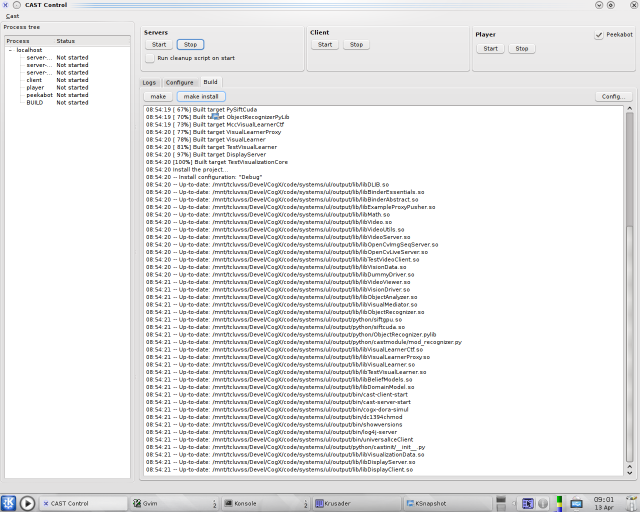 CAST Control
Cast
Process tree
Process Status
localhost
server-... Not started
server-... Not started
server-... Not started
client Not started
player Not started
peekabot Not started
BUILD Not started
Servers
Start Stop
Run cleanup script on start
Client
Start Stop
Player
Start Stop
Peekabot
Logs Configure Build
make make install Config...
08:54:19 [ 67%] Built target PySiftCuda
08:54:19 [ 70%] Built target ObjectRecognizerPyLib
08:54:19 [ 73%] Built target MccVisualLearnerCtf
08:54:20 [ 77%] Built target VisualLearnerProxy
08:54:20 [ 78%] Built target VisualLearner
08:54:20 [ 81%] Built target TestVisualLearner
08:54:20 [ 97%] Built target DisplayServer
08:54:20 [100%] Built target TestVisualizationCore
08:54:20 Install the project...
08:54:20 -- Install configuration: "Debug"
08:54:20 -- Up-to-date: /mnt/tcluvss/Devel/CogX/code/systems/ul/output/lib/libDLIB.so
08:54:20 -- Up-to-date: /mnt/tcluvss/Devel/CogX/code/systems/ul/output/lib/libBinderEssentials.so
08:54:20 -- Up-to-date: /mnt/tcluvss/Devel/CogX/code/systems/ul/output/lib/libBinderAbstract.so
08:54:20 -- Up-to-date: /mnt/tcluvss/Devel/CogX/code/systems/ul/output/lib/libExampleProxyPusher.so
08:54:20 -- Up-to-date: /mnt/tcluvss/Devel/CogX/code/systems/ul/output/lib/libMath.so
08:54:20 -- Up-to-date: /mnt/tcluvss/Devel/CogX/code/systems/ul/output/lib/libVideo.so
08:54:20 -- Up-to-date: /mnt/tcluvss/Devel/CogX/code/systems/ul/output/lib/libVideoUtils.so
08:54:20 -- Up-to-date: /mnt/tcluvss/Devel/CogX/code/systems/ul/output/lib/libVideoServer.so
08:54:20 -- Up-to-date: /mnt/tcluvss/Devel/CogX/code/systems/ul/output/lib/libOpenCvImgSeqServer.so
08:54:20 -- Up-to-date: /mnt/tcluvss/Devel/CogX/code/systems/ul/output/lib/libOpenCvLiveServer.so
08:54:20 -- Up-to-date: /mnt/tcluvss/Devel/CogX/code/systems/ul/output/lib/libTestVideoClient.so
08:54:20 -- Up-to-date: /mnt/tcluvss/Devel/CogX/code/systems/ul/output/lib/libVisionData.so
08:54:20 -- Up-to-date: /mnt/tcluvss/Devel/CogX/code/systems/ul/output/lib/libDummyDriver.so
08:54:21 -- Up-to-date: /mnt/tcluvss/Devel/CogX/code/systems/ul/output/lib/libVideoViewer.so
08:54:21 -- Up-to-date: /mnt/tcluvss/Devel/CogX/code/systems/ul/output/lib/libVisionDriver.so
08:54:21 -- Up-to-date: /mnt/tcluvss/Devel/CogX/code/systems/ul/output/lib/libObjectAnalyzer.so
08:54:21 -- Up-to-date: /mnt/tcluvss/Devel/CogX/code/systems/ul/output/lib/libVisualMediator.so
08:54:21 -- Up-to-date: /mnt/tcluvss/Devel/CogX/code/systems/ul/output/lib/libObjectRecognizer.so
08:54:21 -- Up-to-date: /mnt/tcluvss/Devel/CogX/code/systems/ul/output/python/siftgpu.so
08:54:21 -- Up-to-date: /mnt/tcluvss/Devel/CogX/code/systems/ul/output/python/siftcuda.so
08:54:21 -- Up-to-date: /mnt/tcluvss/Devel/CogX/code/systems/ul/output/python/ObjectRecognizer.pylib
08:54:21 -- Up-to-date: /mnt/tcluvss/Devel/CogX/code/systems/ul/output/python/castmodule/mod_recognizer.py
08:54:21 -- Up-to-date: /mnt/tcluvss/Devel/CogX/code/systems/ul/output/lib/libVisualLearnerCtf.so
08:54:21 -- Up-to-date: /mnt/tcluvss/Devel/CogX/code/systems/ul/output/lib/libVisualLearnerProxy.so
08:54:21 -- Up-to-date: /mnt/tcluvss/Devel/CogX/code/systems/ul/output/lib/libVisualLearner.so
08:54:21 -- Up-to-date: /mnt/tcluvss/Devel/CogX/code/systems/ul/output/lib/libTestVisualLearner.so
08:54:21 -- Up-to-date: /mnt/tcluvss/Devel/CogX/code/systems/ul/output/lib/libBeliefModels.so
08:54:21 -- Up-to-date: /mnt/tcluvss/Devel/CogX/code/systems/ul/output/lib/libDomainModel.so
08:54:21 -- Up-to-date: /mnt/tcluvss/Devel/CogX/code/systems/ul/output/bin/cast-client-start
08:54:21 -- Up-to-date: /mnt/tcluvss/Devel/CogX/code/systems/ul/output/bin/cast-server-start
08:54:21 -- Up-to-date: /mnt/tcluvss/Devel/CogX/code/systems/ul/output/bin/cogx-dora-simul
08:54:21 -- Up-to-date: /mnt/tcluvss/Devel/CogX/code/systems/ul/output/bin/dc1394chmod
08:54:21 -- Up-to-date: /mnt/tcluvss/Devel/CogX/code/systems/ul/output/bin/showversions
08:54:21 -- Up-to-date: /mnt/tcluvss/Devel/CogX/code/systems/ul/output/bin/log4j-server
08:54:21 -- Up-to-date: /mnt/tcluvss/Devel/CogX/code/systems/ul/output/bin/universalIceClient
08:54:21 -- Up-to-date: /mnt/tcluvss/Devel/CogX/code/systems/ul/output/python/castinit/__init__.py
08:54:21 -- Up-to-date: /mnt/tcluvss/Devel/CogX/code/systems/ul/output/lib/libVisualizationData.so
08:54:21 -- Up-to-date: /mnt/tcluvss/Devel/CogX/code/systems/ul/output/lib/libDisplayServer.so
08:54:21 -- Up-to-date: /mnt/tcluvss/Devel/CogX/code/systems/ul/output/lib/libDisplayClient.so
CAST Control Gvim 2 Konsole 2 Krusader KSnapshot 09:01
13 Apr